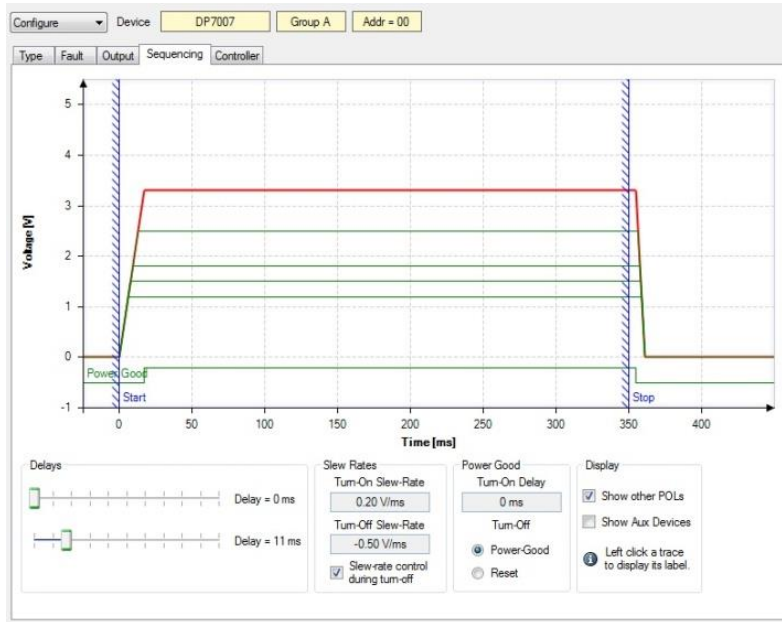 Configure Device DP7007 Group A Addr = 00
Type Fault Output Sequencing Controller
5
4
3
2
1
0
-1
Voltage [V]
Power Good
Start
Stop
0 50 100 150 200 250 300 350 400
Time [ms]
Delays
Delay = 0 ms
Delay = 11 ms
Slew Rates
Turn-On Slew-Rate
0.20 V/ms
Turn-Off Slew-Rate
-0.50 V/ms
Slew-rate control
during turn-off
Power Good
Turn-On Delay
0 ms
Turn-Off
Power-Good
Reset
Display
Show other POLs
Show Aux Devices
Left click a trace
to display its label.